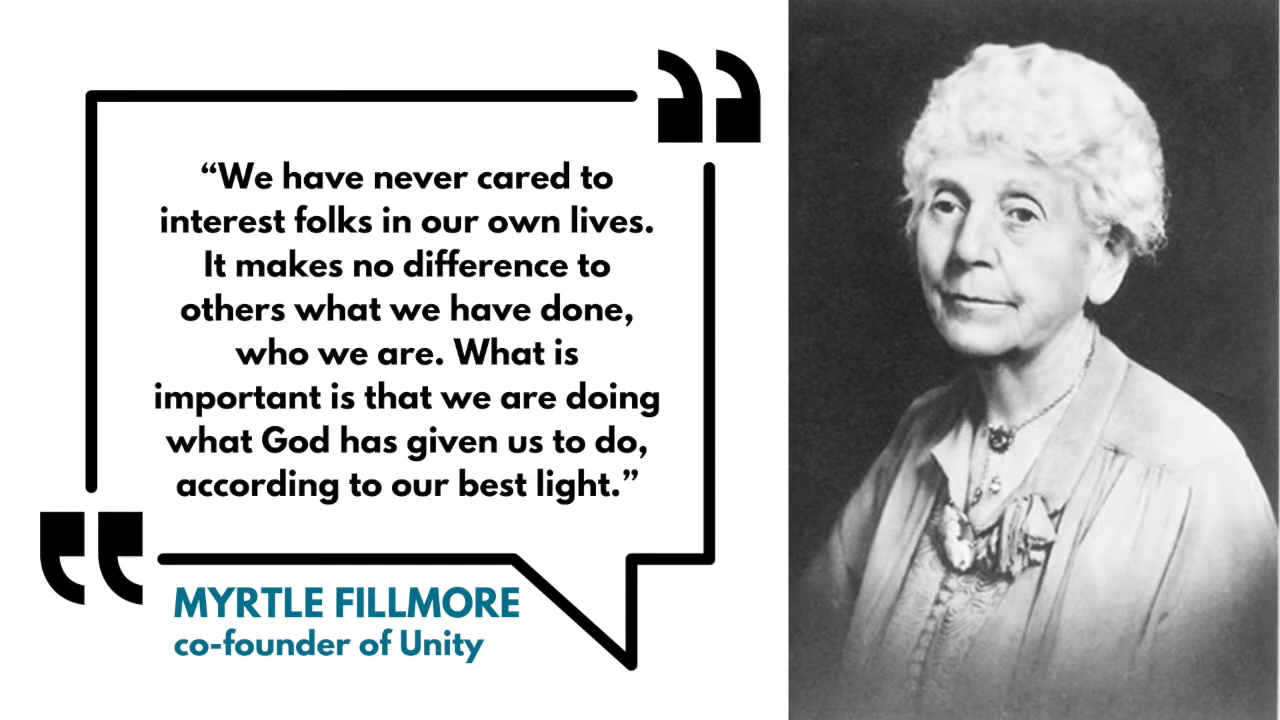 “We have never cared to
interest folks in our own lives.
It makes no difference to
others what we have done,
who we are. What is
important is that we are doing
what God has given us to do,
according to our best light.”
MYRTLE FILLMORE
co-founder of Unity